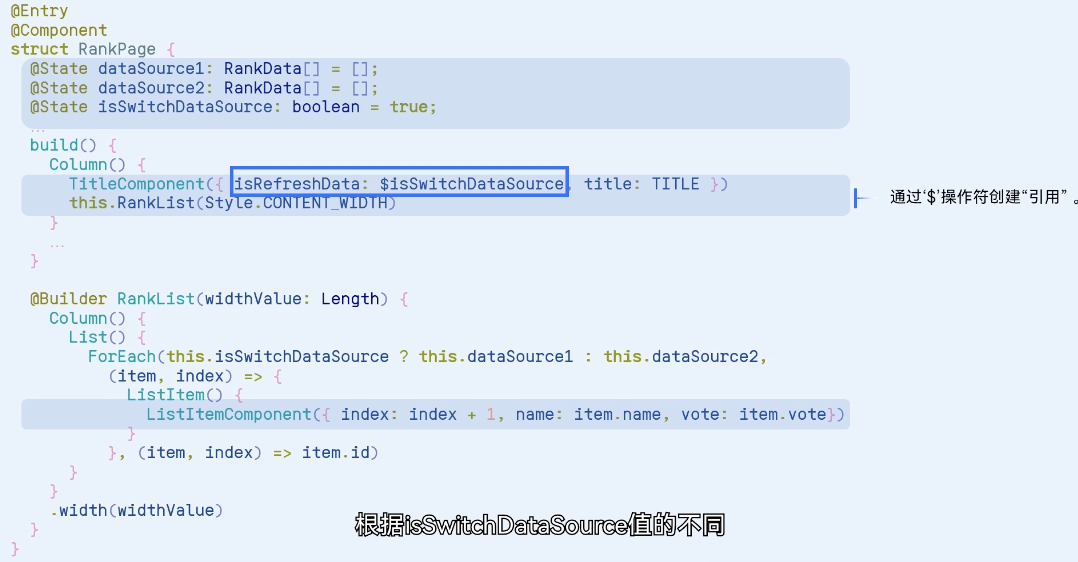 @Entry
@Component
struct RankPage {
@State dataSource1: RankData[] = [];
@State dataSource2: RankData[] = [];
@State isSwitchDataSource: boolean = true;
...
build() {
Column() {
TitleComponent({ isRefreshData: $isSwitchDataSource, title: TITLE })
this.RankList(Style.CONTENT_WIDTH)
通过‘$’操作符创建“引用”。
}
...
}
@Builder RankList(widthValue: Length) {
Column() {
List() {
ForEach(this.isSwitchDataSource ? this.dataSource1 : this.dataSource2,
(item, index) => {
ListItem() {
ListItemComponent({ index: index + 1, name: item.name, vote: item.vote})
}
}, (item, index) => item.id)
}
}
.width(widthValue)
根据isSwitchDataSource值的不同
}
}